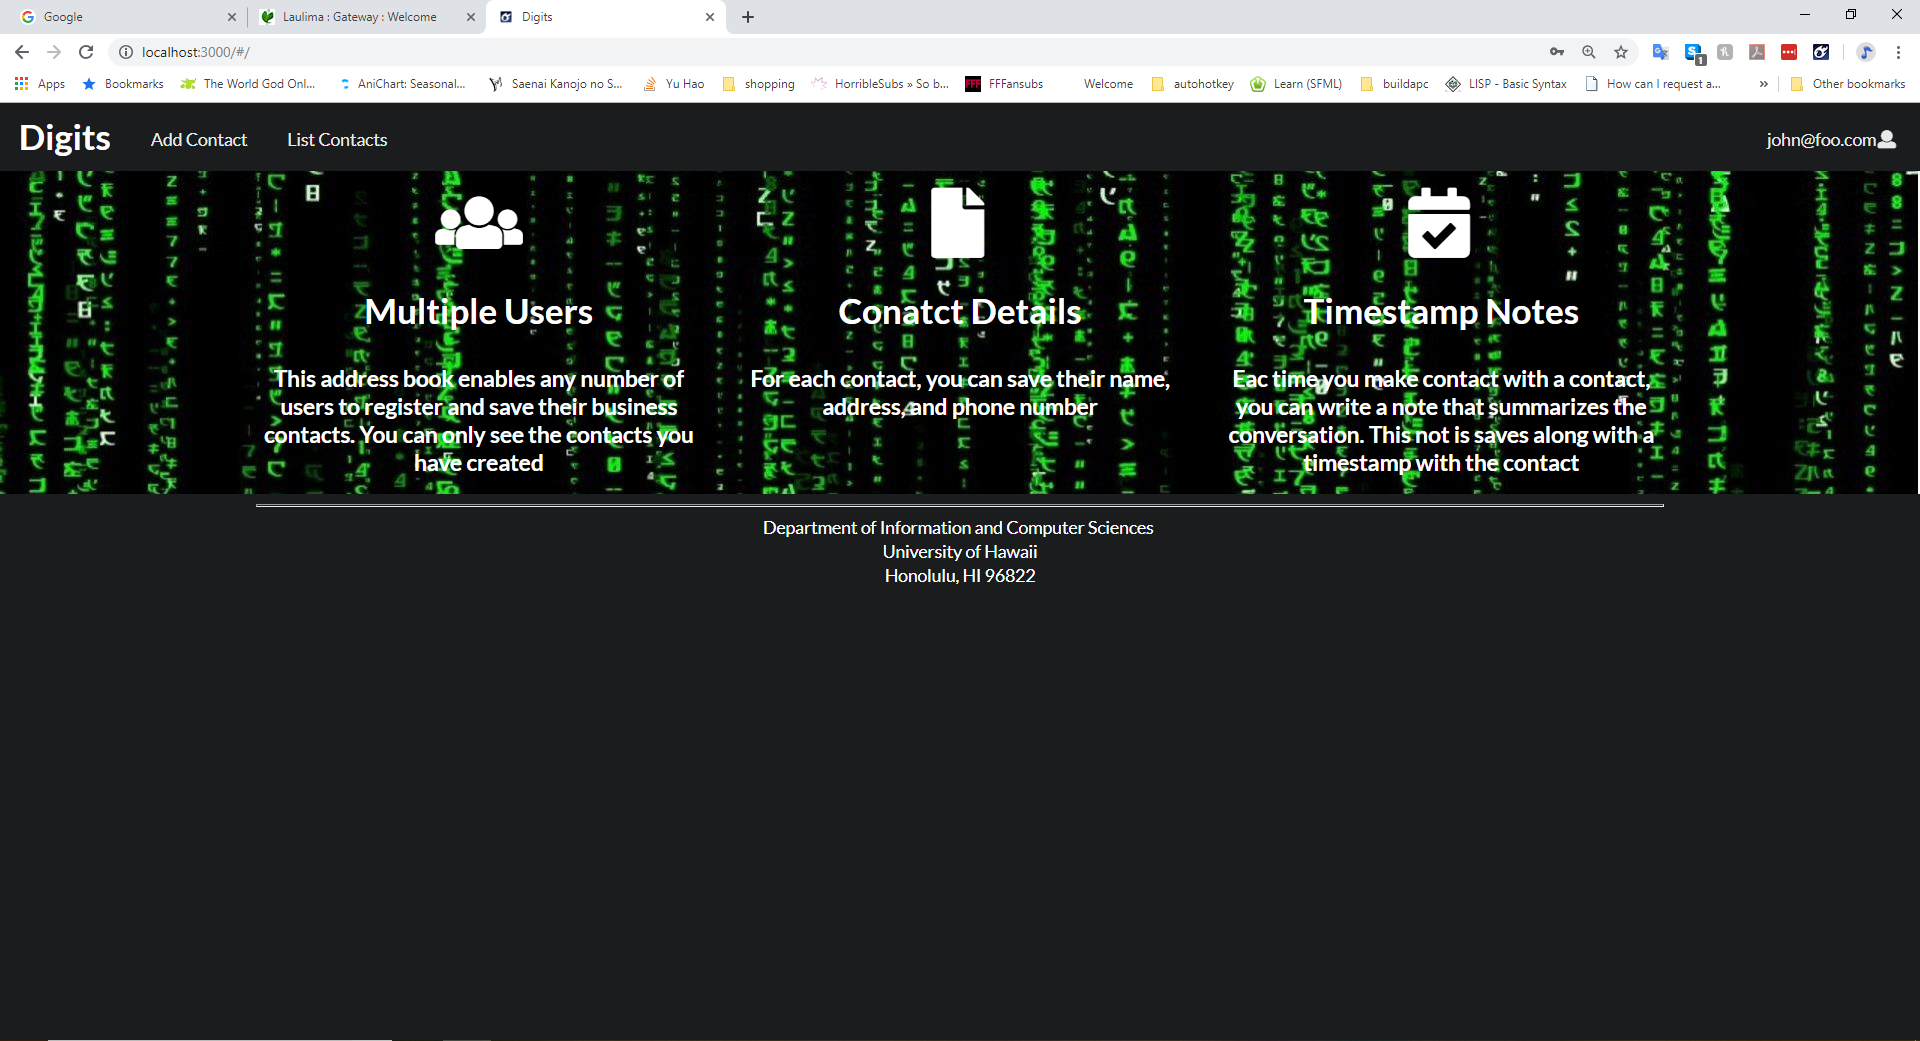 Google
Laulima : Gateway : Welcome
Digits
localhost:3000/#/
1
Apps
Bookmarks
The World God Onl...
AniChart: Seasonal...
Saenai Kanojo no S...
Yu Hao
shopping
HorribleSubs » So b...
FFF
FFFansubs
Welcome
autohotkey
Learn (SFML)
buildapc
LISP - Basic Syntax
How can I request a...
»
Other bookmarks
Digits
Add Contact
List Contacts
john@foo.com
Multiple Users
This address book enables any number of
users to register and save their business
contacts. You can only see the contacts you
have created
Conatct Details
For each contact, you can save their name,
address, and phone number
Timestamp Notes
Eac time you make contact with a contact,
you can write a note that summarizes the
conversation. This not is saves along with a
timestamp with the contact
Department of Information and Computer Sciences
University of Hawaii
Honolulu, HI 96822